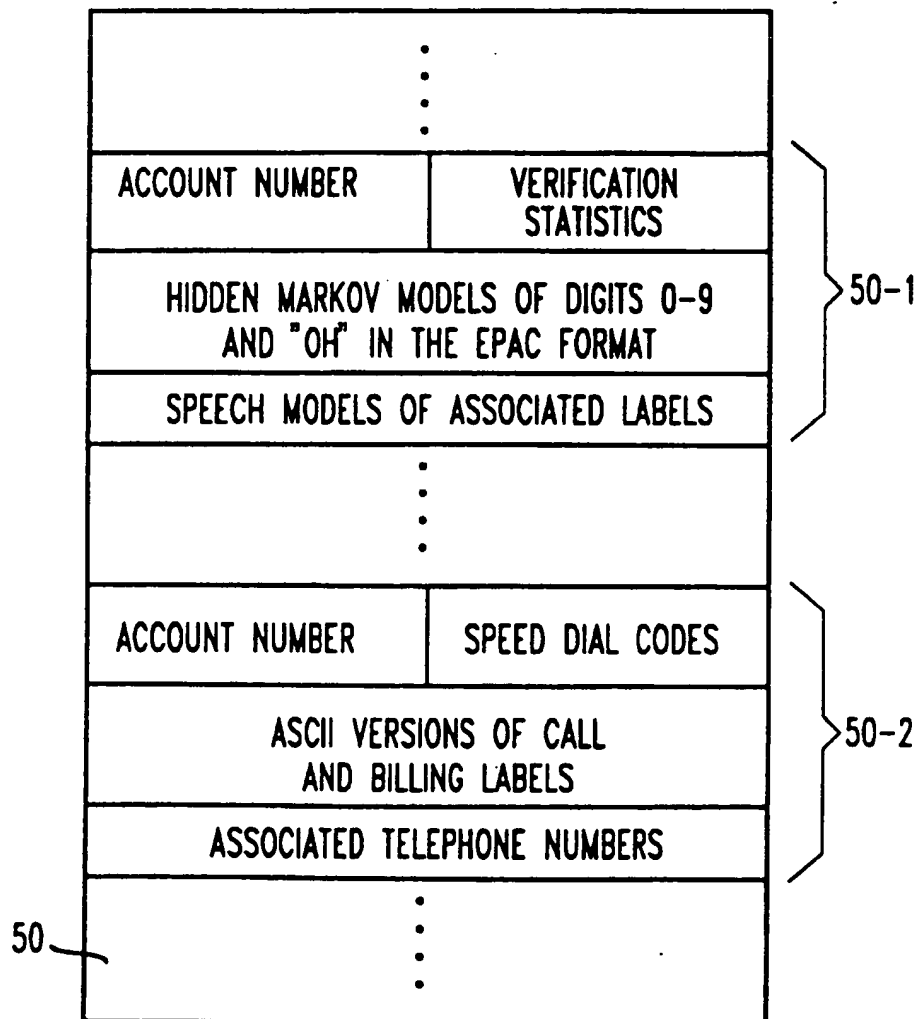 ACCOUNT NUMBER
VERIFICATION
STATISTICS
HIDDEN MARKOV MODELS OF DIGITS 0-9
AND "OH" IN THE EPAC FORMAT
SPEECH MODELS OF ASSOCIATED LABELS
50-1
ACCOUNT NUMBER
SPEED DIAL CODES
ASCII VERSIONS OF CALL
AND BILLING LABELS
ASSOCIATED TELEPHONE NUMBERS
50-2
50